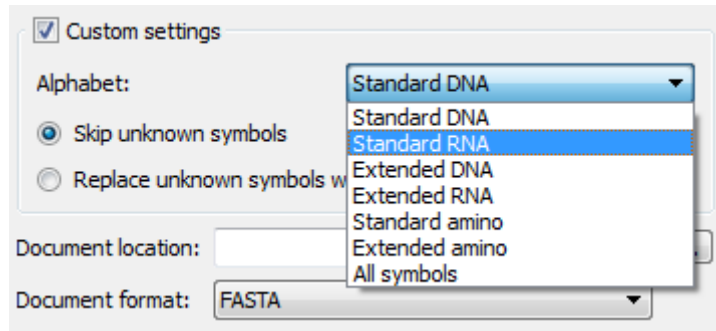 Custom settings
Alphabet: Standard DNA
Standard DNA
Skip unknown symbols
Standard RNA
Extended DNA
Replace unknown symbols w
Extended RNA
Standard amino
Document location:
Extended amino
All symbols
Document format: FASTA